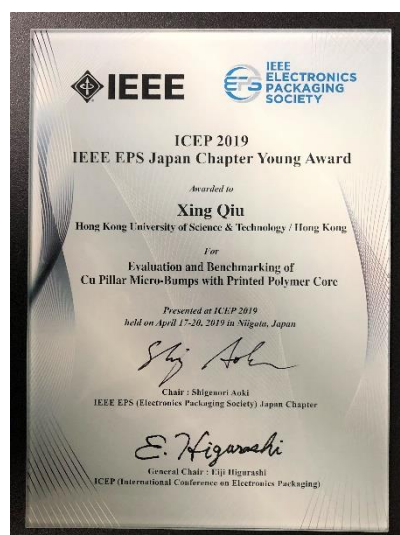 IEEE
EPS
IEEE
ELECTRONICS
PACKAGING
SOCIETY
ICEP 2019
IEEE EPS Japan Chapter Young Award
Awarded to
Xing Qiu
Hong Kong University of Science & Technology / Hong Kong
For
Evaluation and Benchmarking of
Cu Pillar Micro-Bumps with Printed Polymer Core
Presented at ICEP 2019
held on April 17-20, 2019 in Niigata, Japan
Chair : Shigenori Aoki
IEEE EPS (Electronics Packaging Society) Japan Chapter
E. Higurashi
General Chair : Eiji Higurashi
ICEP (International Conference on Electronics Packaging)